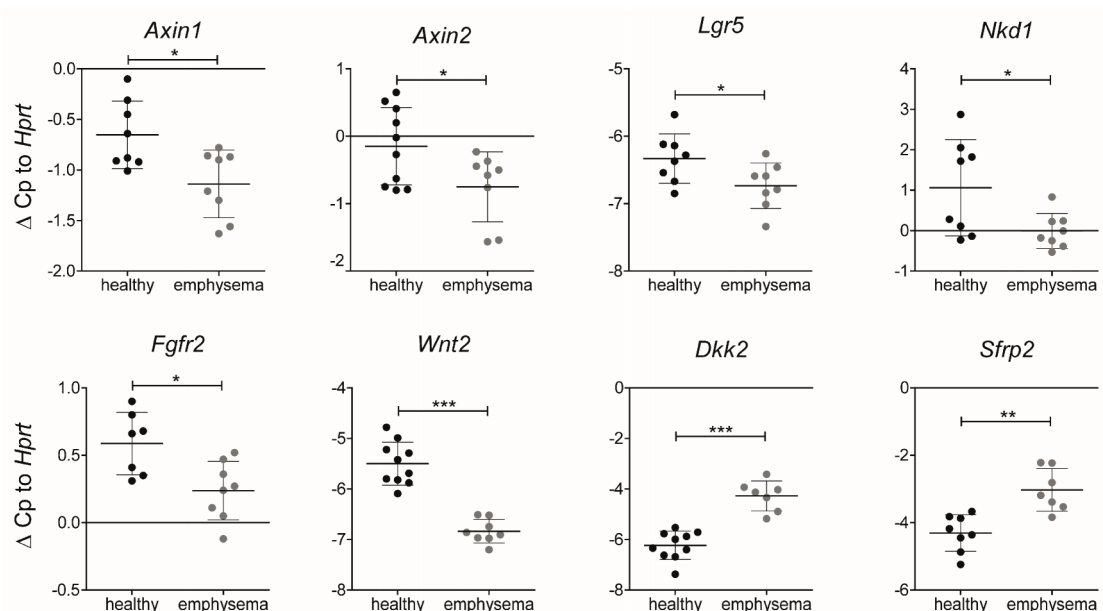 Axin1
Axin2
Lgr5
Nkd1
Δ Cp to Hprt
0.0
-0.5
-1.0
-1.5
-2.0
*
healthy
emphysema
1
0
-1
-2
*
healthy
emphysema
-5
-6
-7
-8
*
healthy
emphysema
4
3
2
1
0
-1
*
healthy
emphysema
Fgfr2
Wnt2
Dkk2
Sfrp2
Δ Cp to Hprt
1.0
0.5
0.0
-0.5
*
healthy
emphysema
-4
-5
-6
-7
-8
***
healthy
emphysema
0
-2
-4
-6
-8
***
healthy
emphysema
0
-2
-4
-6
**
healthy
emphysema